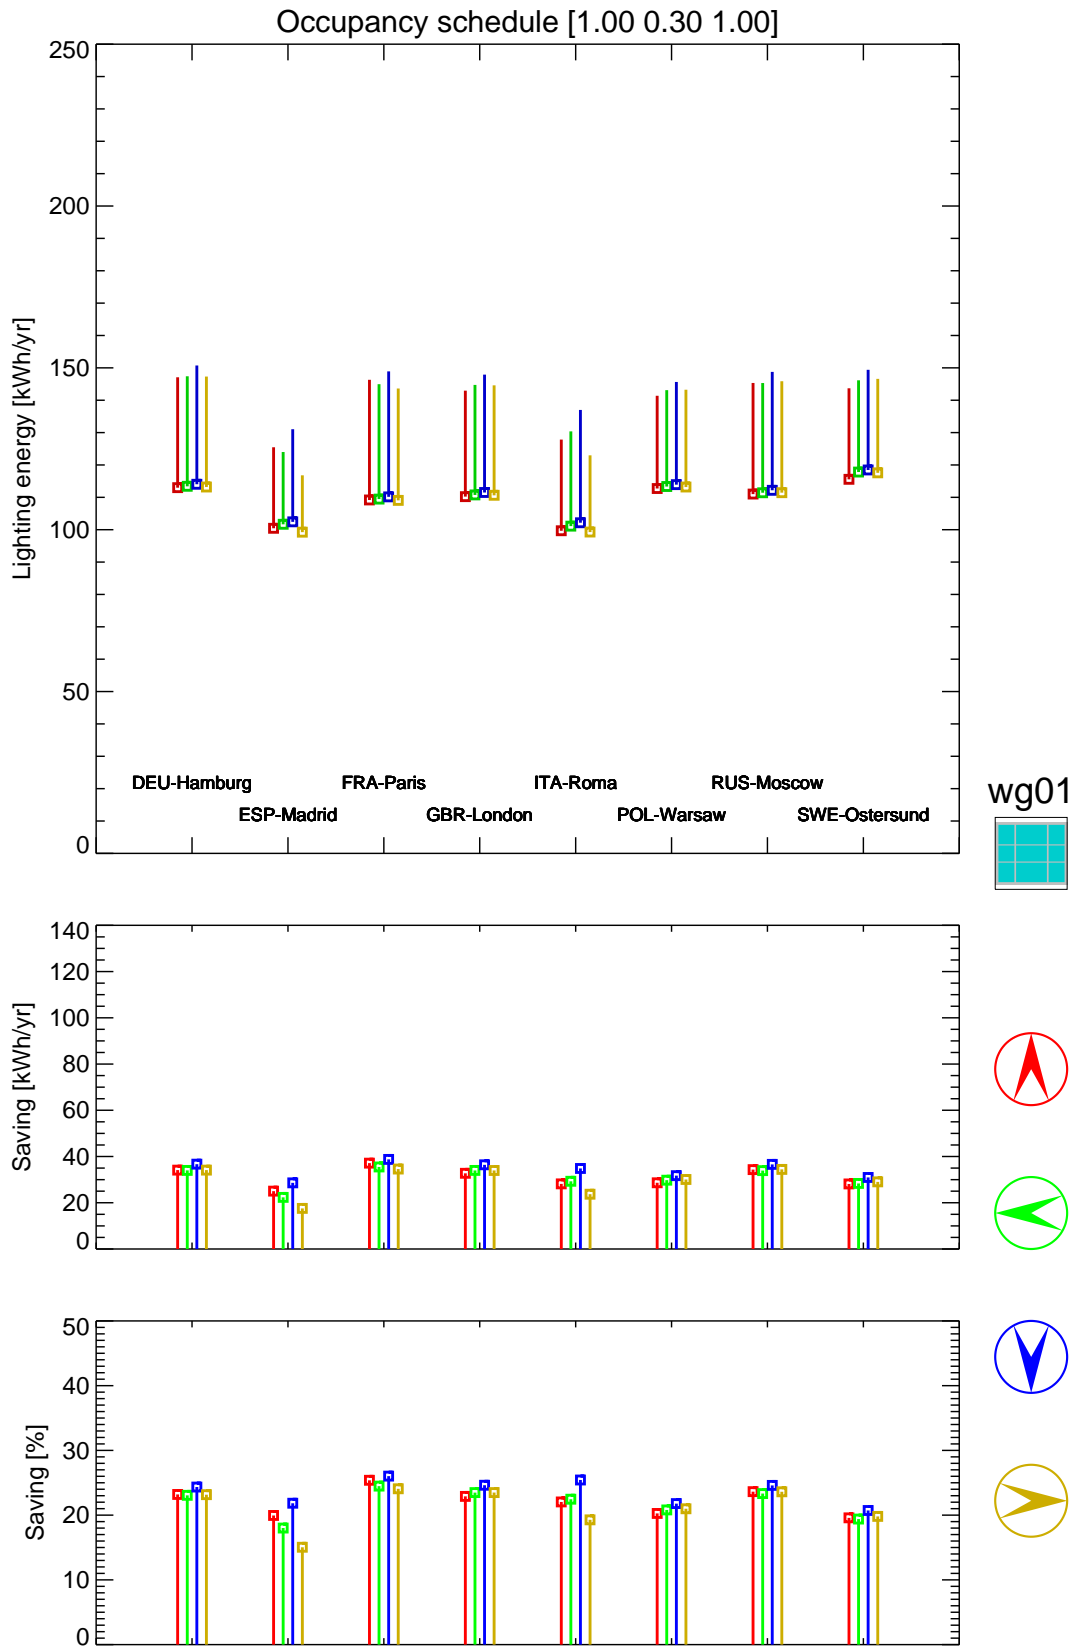 Occupancy schedule [1.00 0.30 1.00]
250
200
150
100
50
0
Lighting energy [kWh/yr]
DEU-Hamburg
FRA-Paris
ITA-Roma
RUS-Moscow
ESP-Madrid
GBR-London
POL-Warsaw
SWE-Ostersund
wg01
140
120
100
80
60
40
20
0
Saving [kWh/yr]
50
40
30
20
10
0
Saving [%]